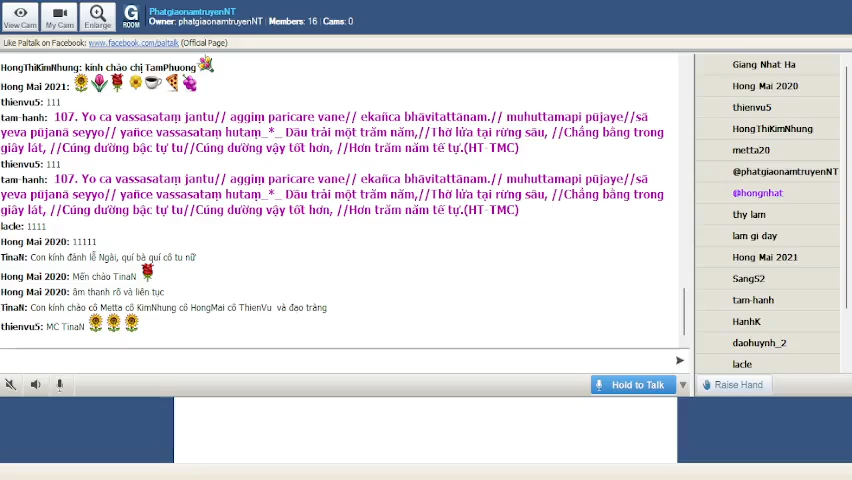 View Cam
My Cam
Enlarge
G
ROOM
PhatgiaonamtruyenNT
Owner: phatgiaonamtruyenNT | Members: 16 | Cams: 0
Like Paltalk on Facebook: www.facebook.com/paltalk (Official Page)
HongThiKimNhung: kính chào chị TamPhuong
Hong Mai 2021:
thienvu5: 111
tam-hanh: 107. Yo ca vassasataṃ jantu// aggiṃ paricare vane// ekañca bhāvitattānaṃ.// muhuttamapi pūjaye//sā
yeva pūjanā seyyo// yañce vassasataṃ hutaṃ_*_ Dầu trải một trăm năm,//Thờ lửa tại rừng sâu, //Chẳng bằng trong
giây lát, //Cúng dường bậc tự tu//Cúng dường vậy tốt hơn, //Hơn trăm năm tế tự.(HT-TMC)
thienvu5: 111
tam-hanh: 107. Yo ca vassasataṃ jantu// aggiṃ paricare vane// ekañca bhāvitattānaṃ.// muhuttamapi pūjaye//sā
yeva pūjanā seyyo// yañce vassasataṃ hutaṃ_*_ Dầu trải một trăm năm,//Thờ lửa tại rừng sâu, //Chẳng bằng trong
giây lát, //Cúng dường bậc tự tu//Cúng dường vậy tốt hơn, //Hơn trăm năm tế tự.(HT-TMC)
lacle: 1111
Hong Mai 2020: 11111
TinaN: Con kính đảnh lễ Ngài, quí bà quí cô tu nữ
Hong Mai 2020: Mến chào TinaN
Hong Mai 2020: âm thanh rõ và liên tục
TinaN: Con kính chào cô Metta cô KimNhung cô HongMai cô ThienVu và đao tràng
thienvu5: MC TinaN
Hold to Talk
Giang Nhat Ha
Hong Mai 2020
thienvu5
HongThiKimNhung
metta20
@phatgiaonamtruyenNT
@hongnhat
thy lam
lam gi day
Hong Mai 2021
SangS2
tam-hanh
HanhK
daohuynh_2
lacle
Raise Hand